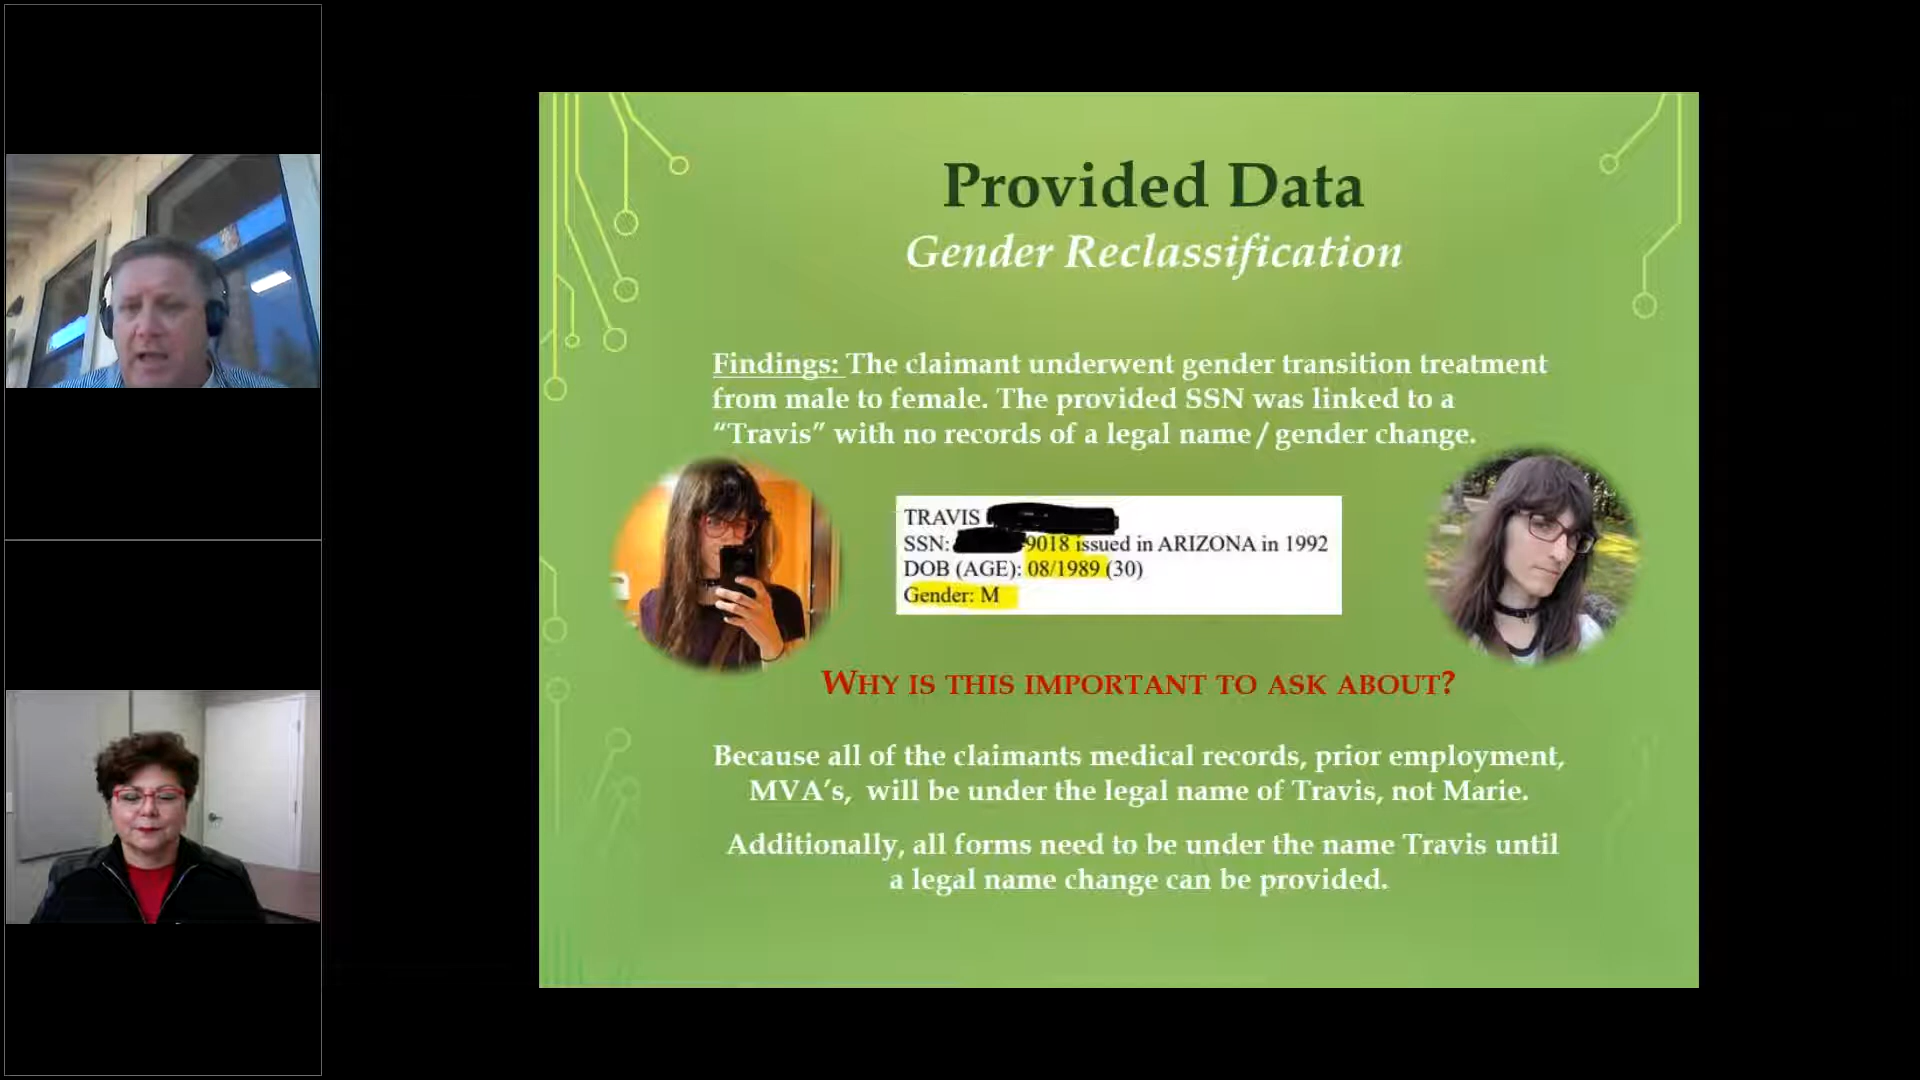 Provided Data
Gender Reclassification
Findings: The claimant underwent gender transition treatment
from male to female. The provided SSN was linked to a
“Travis” with no records of a legal name / gender change.
TRAVIS
SSN: -9018 issued in ARIZONA in 1992
DOB (AGE): 08/1989 (30)
Gender: M
WHY IS THIS IMPORTANT TO ASK ABOUT?
Because all of the claimants medical records, prior employment,
MVA’s, will be under the legal name of Travis, not Marie.
Additionally, all forms need to be under the name Travis until
a legal name change can be provided.